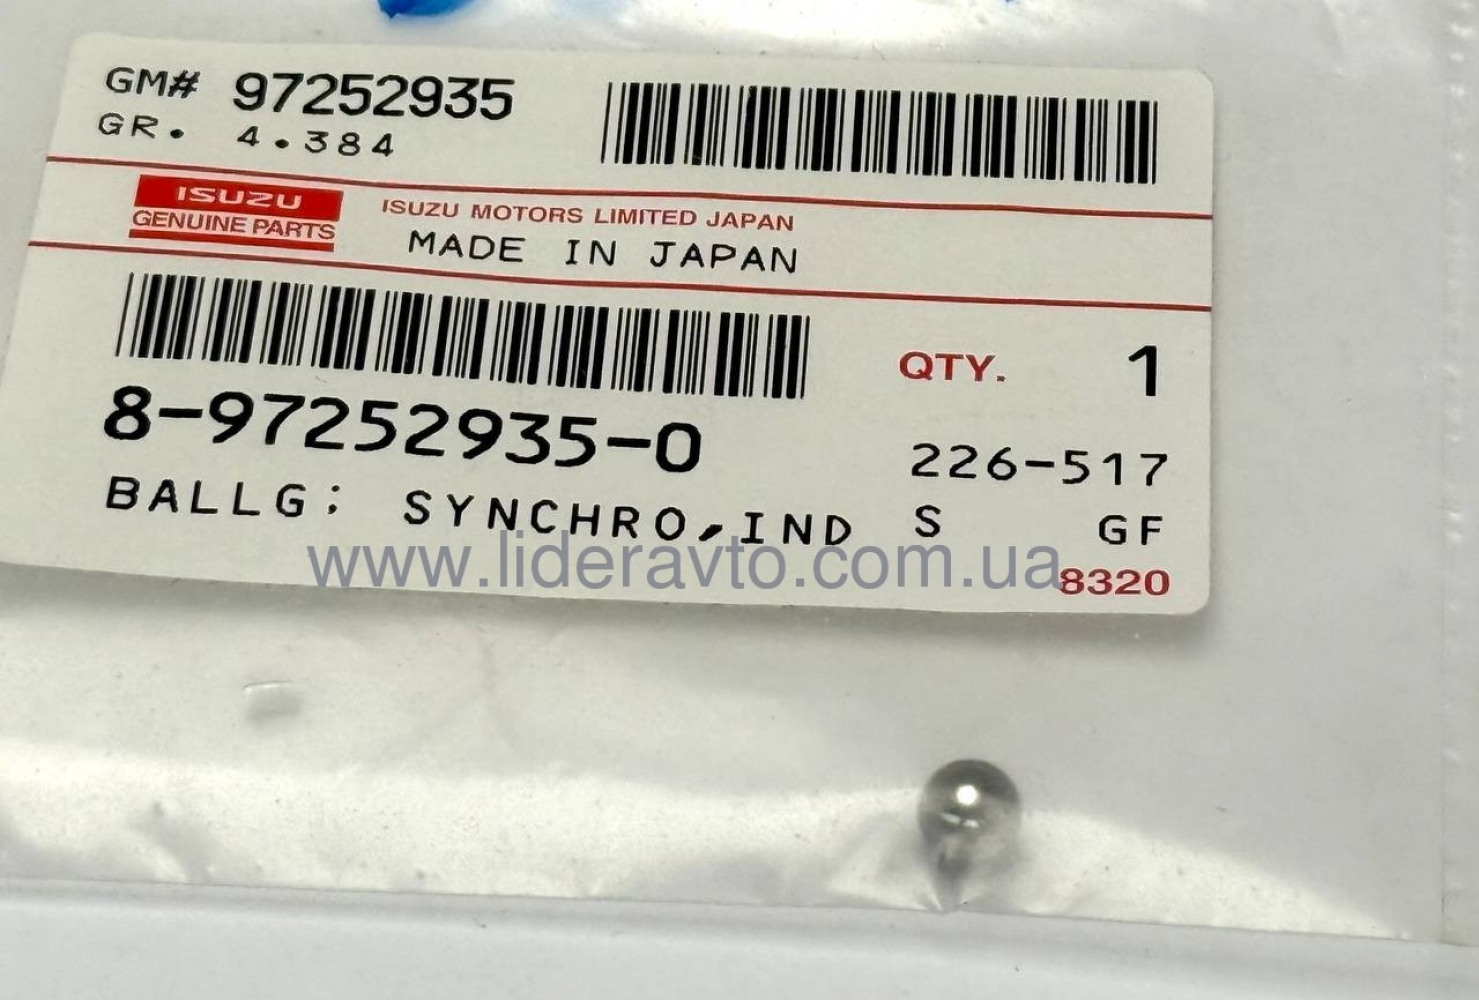 GM# 97252935
GR. 4.384
ISUZU
GENUINE PARTS
ISUZU MOTORS LIMITED JAPAN
MADE IN JAPAN
QTY. 1
8-97252935-0
226-517
BALLG; SYNCHRO,IND S GF
www.lideravto.com.ua
8320